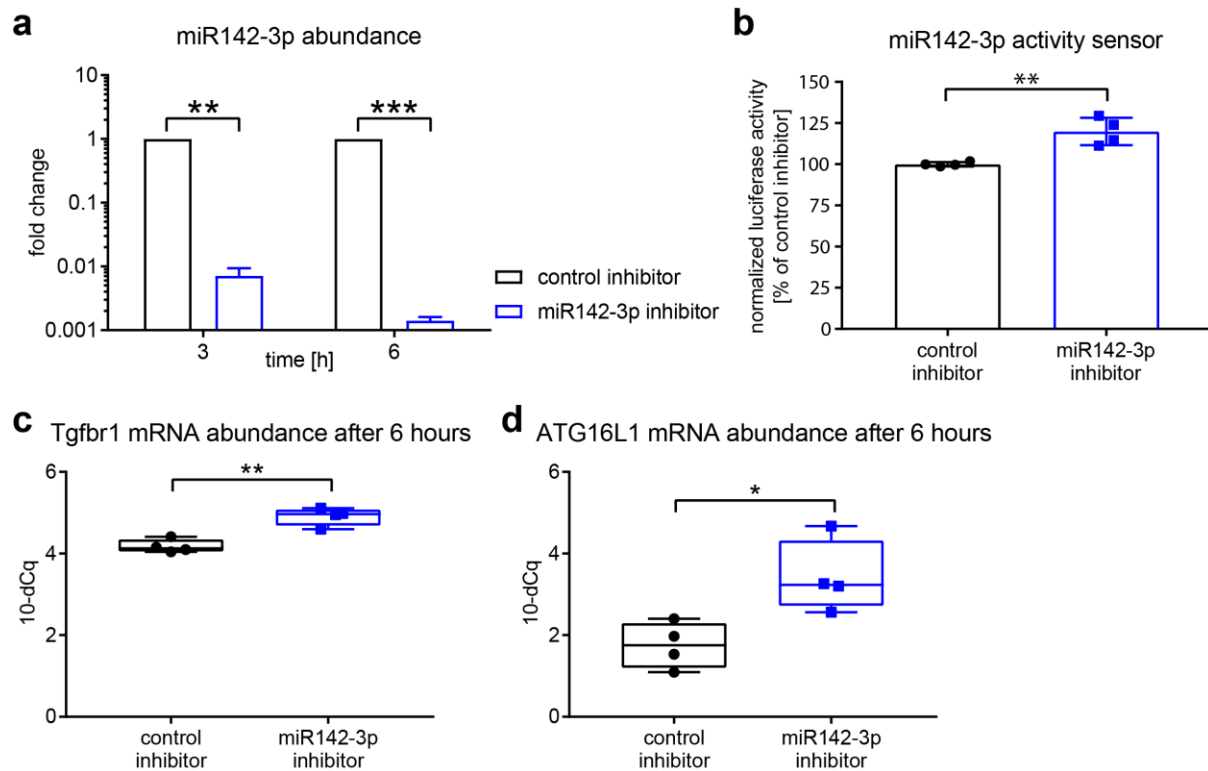 a
miR142-3p abundance
fold change
10
1
0.1
0.01
0.001
**
***
3
6
time [h]
control inhibitor
miR142-3p inhibitor
b
miR142-3p activity sensor
normalized luciferase activity
[% of control inhibitor]
150
125
100
75
50
25
0
**
control
inhibitor
miR142-3p
inhibitor
c
Tgfbr1 mRNA abundance after 6 hours
10-dCq
6
4
2
0
**
control
inhibitor
miR142-3p
inhibitor
d
ATG16L1 mRNA abundance after 6 hours
10-dCq
6
4
2
0
*
control
inhibitor
miR142-3p
inhibitor